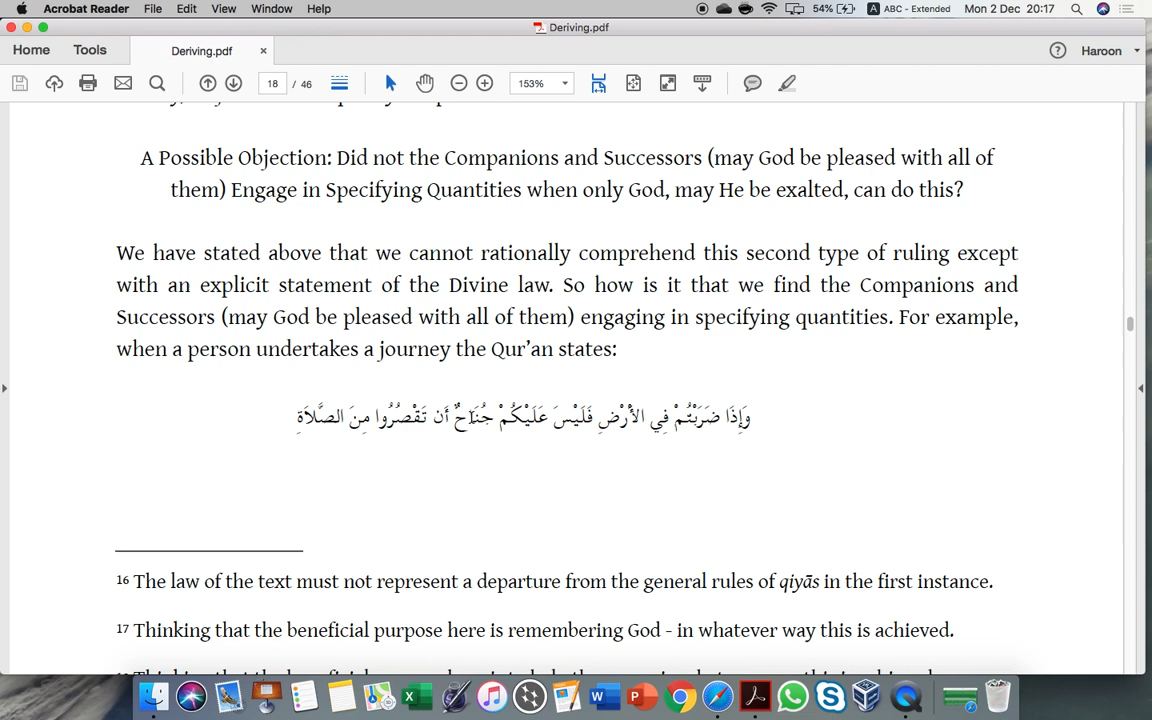 Acrobat Reader File Edit View Window Help 54% ABC - Extended Mon 2 Dec 20:17
Deriving.pdf
Home Tools Deriving.pdf × Haroon
18 / 46 153%
A Possible Objection: Did not the Companions and Successors (may God be pleased with all of
them) Engage in Specifying Quantities when only God, may He be exalted, can do this?
We have stated above that we cannot rationally comprehend this second type of ruling except
with an explicit statement of the Divine law. So how is it that we find the Companions and
Successors (may God be pleased with all of them) engaging in specifying quantities. For example,
when a person undertakes a journey the Qur’an states:
وَإِذَا ضَرَبْتُمْ فِي الأَرْضِ فَلَيْسَ عَلَيْكُمْ جُنَاحٌ أَن تَقْصُرُوا مِنَ الصَّلاَةِ
16 The law of the text must not represent a departure from the general rules of qiyās in the first instance.
17 Thinking that the beneficial purpose here is remembering God - in whatever way this is achieved.